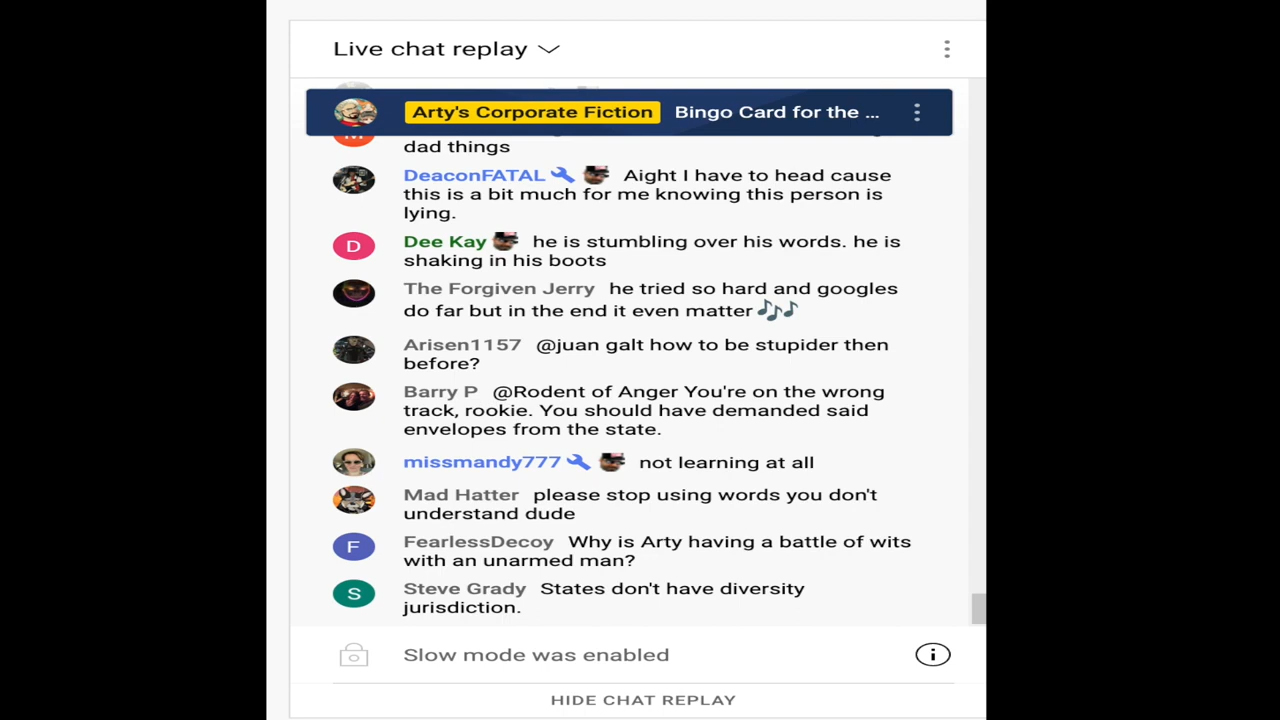 Live chat replay
Arty's Corporate Fiction Bingo Card for the ...
dad things
DeaconFATAL Aight I have to head cause
this is a bit much for me knowing this person is
lying.
D Dee Kay he is stumbling over his words. he is
shaking in his boots
The Forgiven Jerry he tried so hard and googles
do far but in the end it even matter 🎶
Arisen1157 @juan galt how to be stupider then
before?
Barry P @Rodent of Anger You're on the wrong
track, rookie. You should have demanded said
envelopes from the state.
missmandy777 not learning at all
Mad Hatter please stop using words you don't
understand dude
F FearlessDecoy Why is Arty having a battle of wits
with an unarmed man?
S Steve Grady States don't have diversity
jurisdiction.
Slow mode was enabled
HIDE CHAT REPLAY